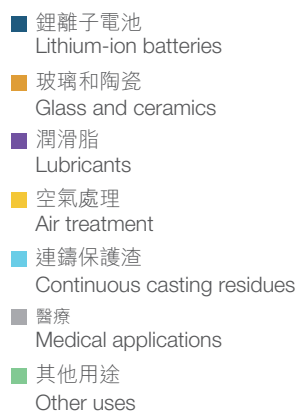 鋰離子電池
Lithium-ion batteries
玻璃和陶瓷
Glass and ceramics
潤滑脂
Lubricants
空氣處理
Air treatment
連鑄保護渣
Continuous casting residues
醫療
Medical applications
其他用途
Other uses